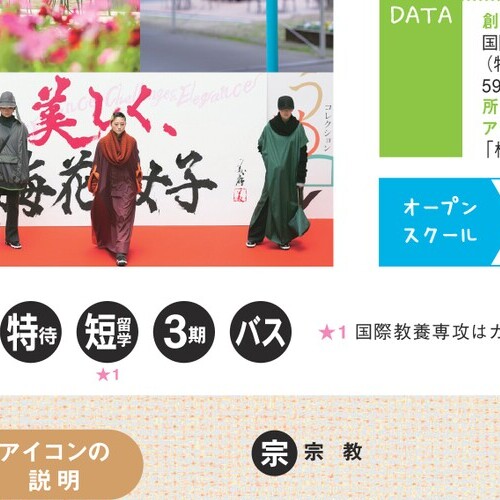 Challenges Elegance
美しく、
梅花女子
コレクション
DATA
創
国
（特
59
所
ア
「梅
オープン
スクール
特待
短留学
3期
バス
★1
★1 国際教養専攻はカ
アイコンの
説明
宗 宗 教